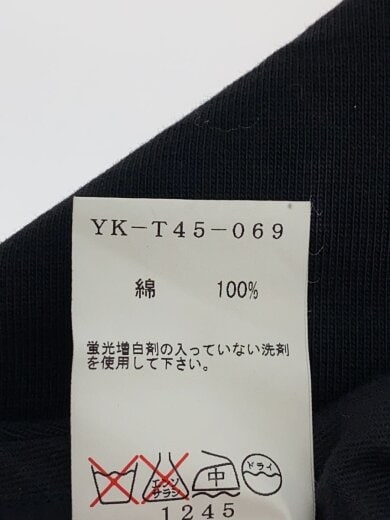 YK-T45-069
綿 100%
蛍光増白剤の入っていない洗剤
を使用して下さい。
エンソ サラシ 中 ドライ
1245